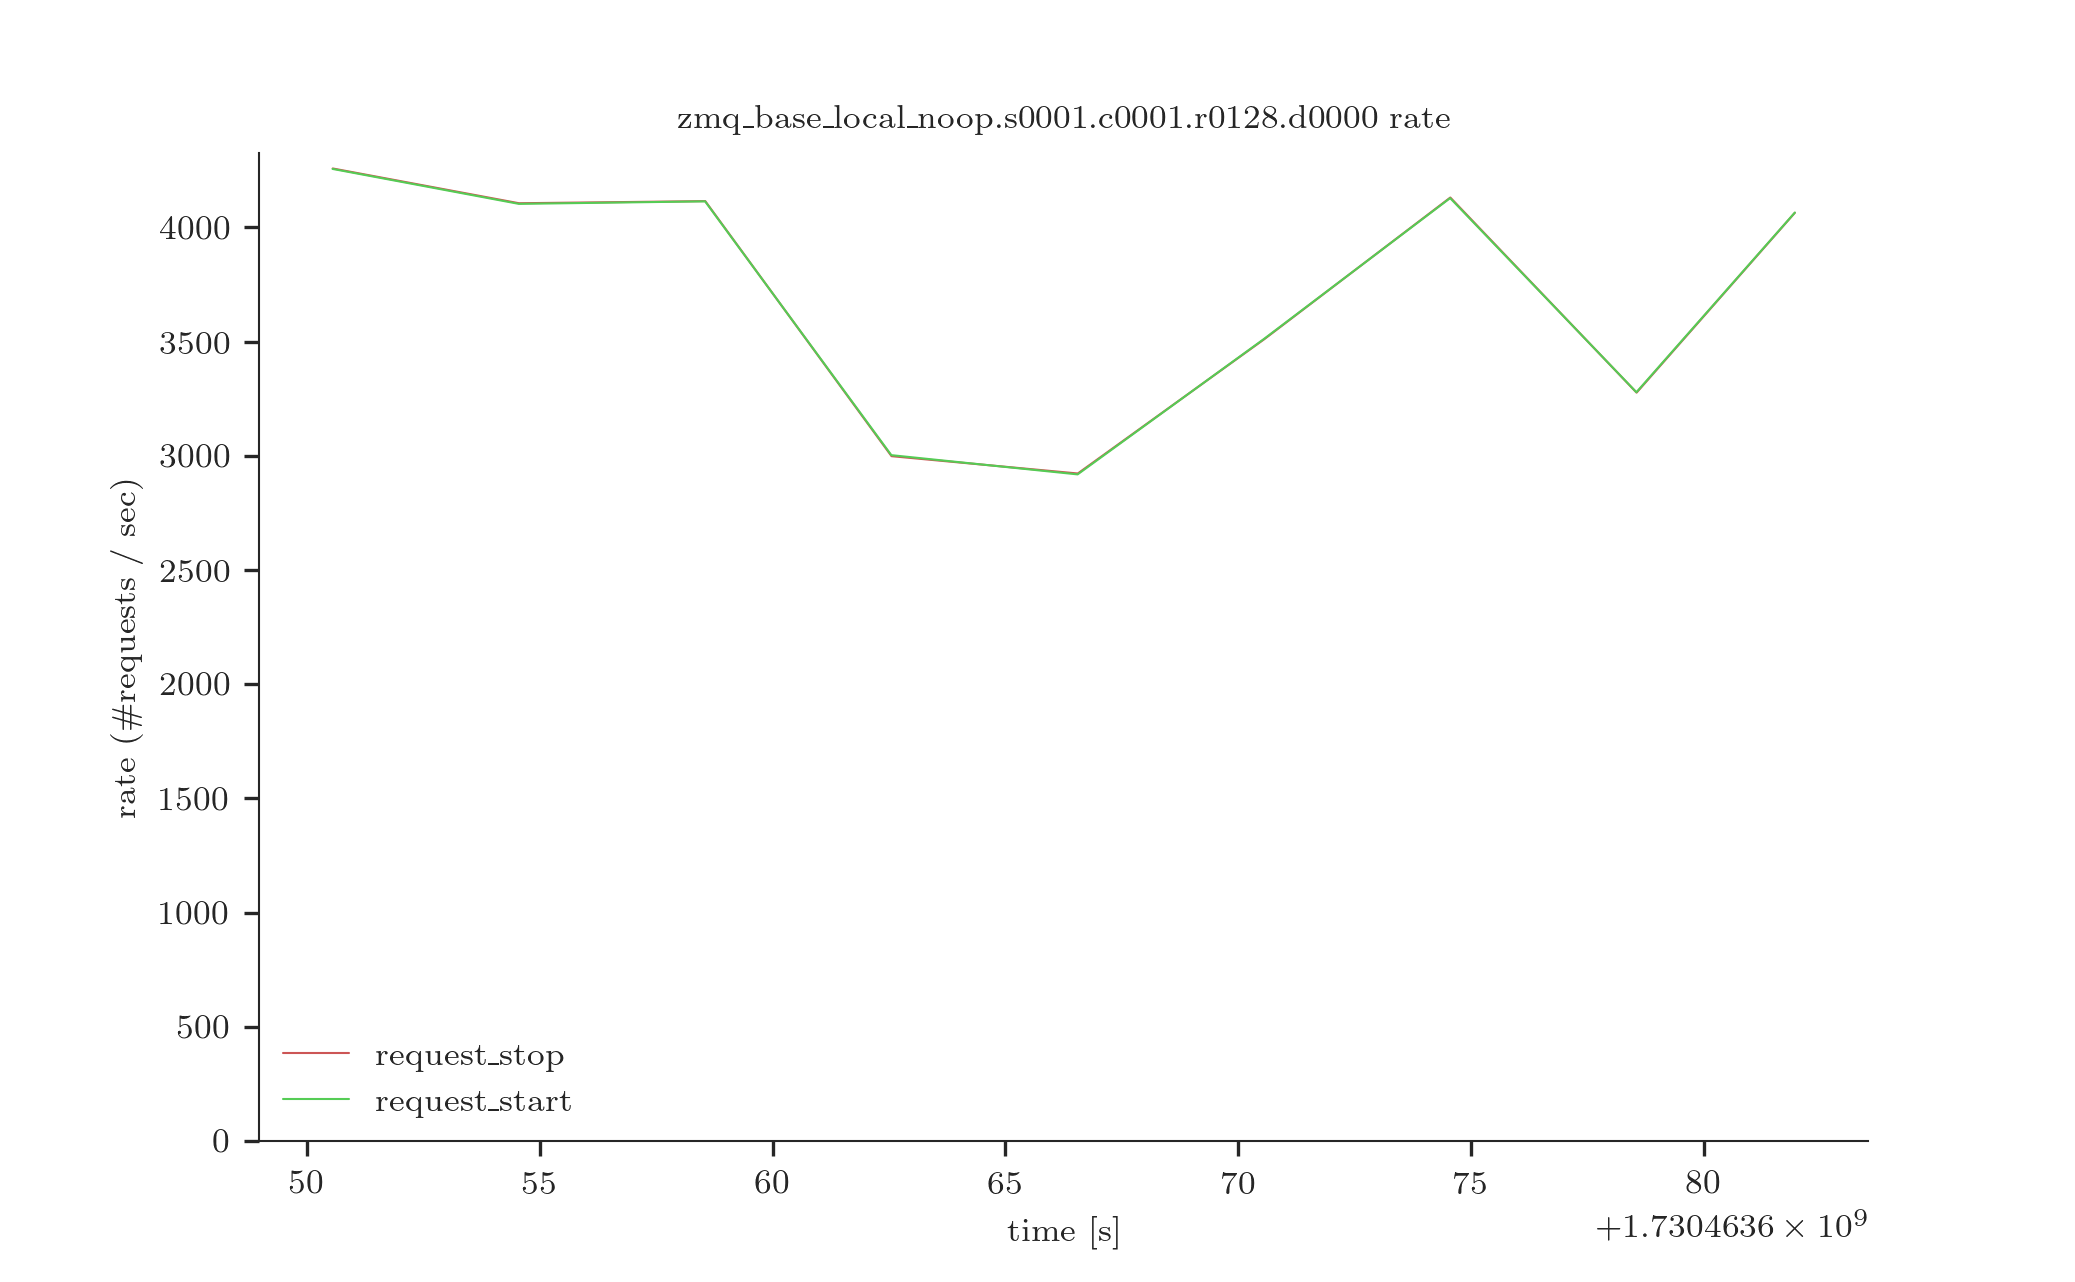 zmq_base_local_noop.s0001.c0001.r0128.d0000 rate
rate (#requests / sec)
4000
3500
3000
2500
2000
1500
1000
500
0
request_stop
request_start
50 55 60 65 70 75 80
time [s]
+1.7304636 × 10⁹